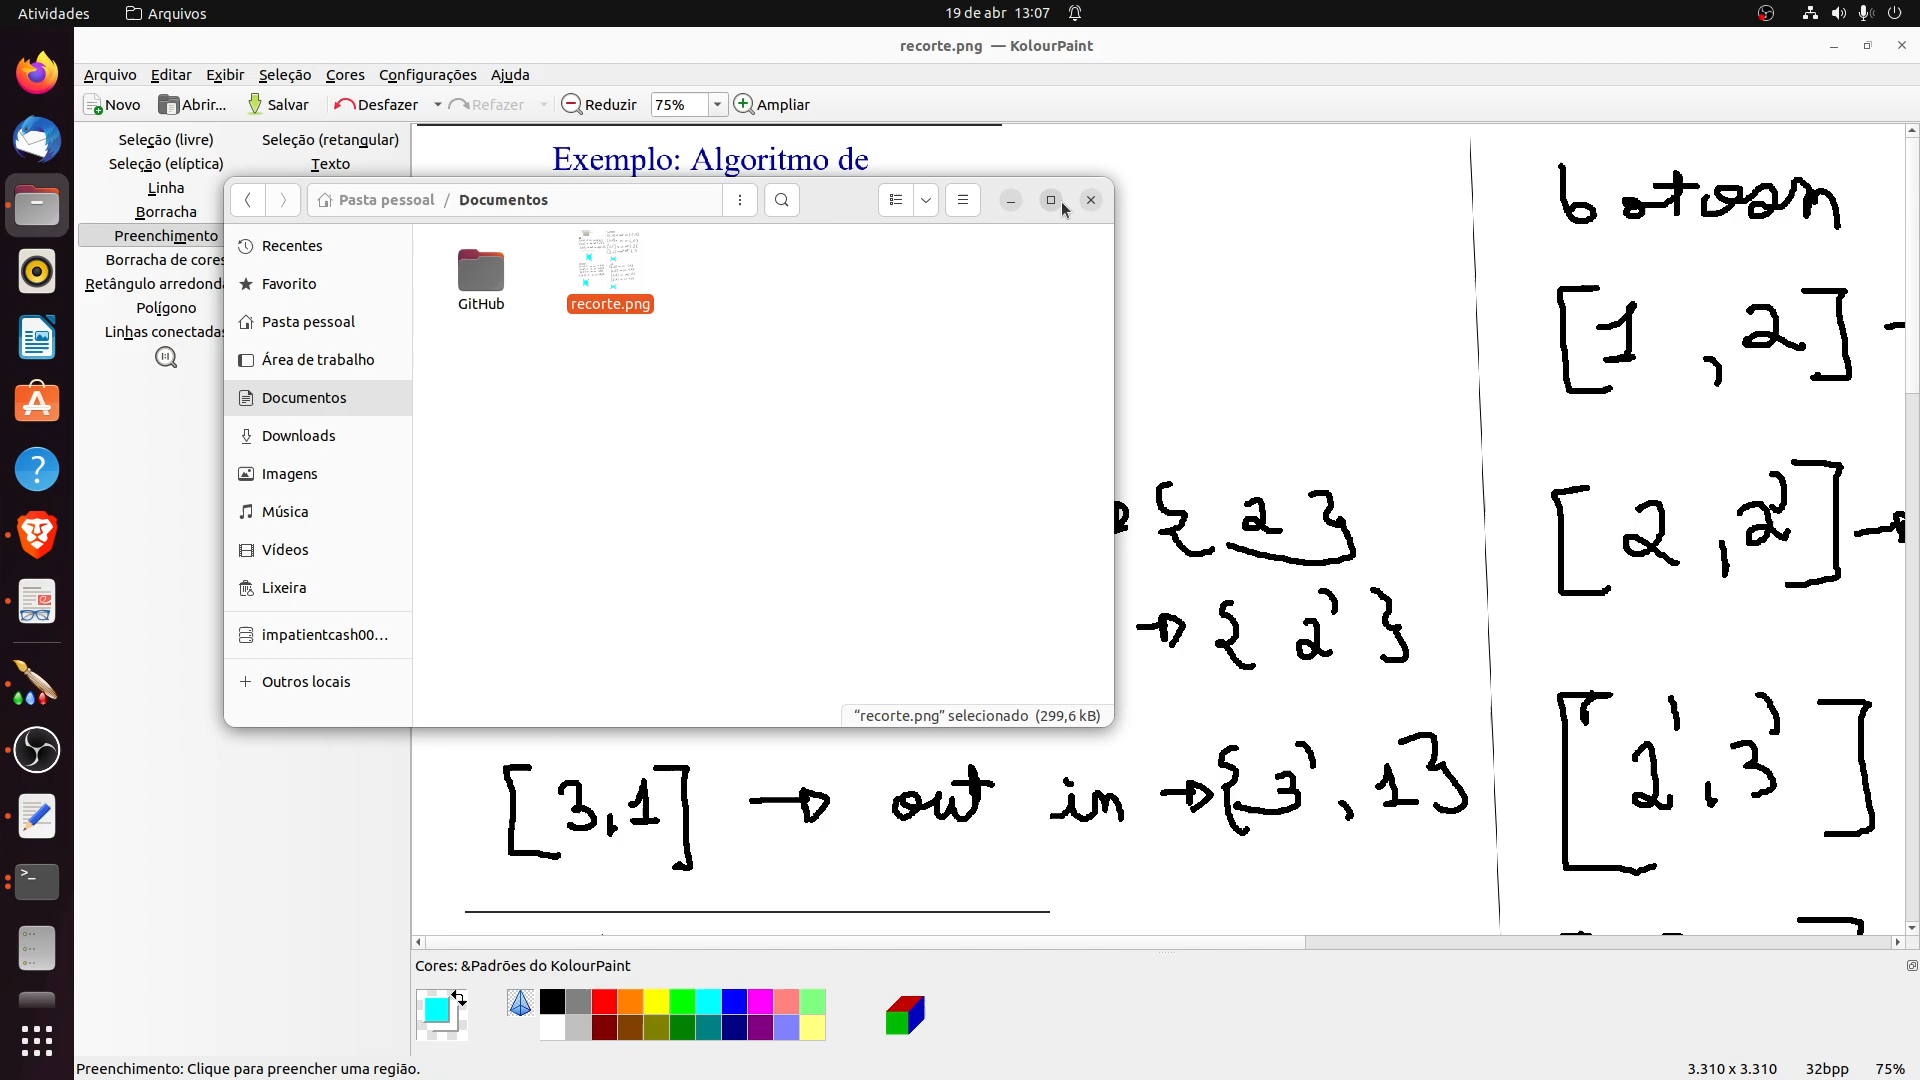 Atividades Arquivos 19 de abr 13:07
recorte.png — KolourPaint
Arquivo Editar Exibir Seleção Cores Configurações Ajuda
Novo Abrir... Salvar Desfazer Refazer Reduzir 75% Ampliar
Seleção (livre) Seleção (retangular)
Seleção (elíptica) Texto
Linha
Borracha
Preenchimento
Borracha de cores
Retângulo arredonda
Polígono
Linhas conectadas
Exemplo: Algoritmo de
Pasta pessoal / Documentos
Recentes
Favorito
Pasta pessoal
Área de trabalho
Documentos
Downloads
Imagens
Música
Vídeos
Lixeira
impatientcash00...
Outros locais
GitHub
recorte.png
“recorte.png” selecionado (299,6 kB)
[1 , 2]
{ 2 }
[ 2 , 2' ]
{ 2' }
[ 2' , 3' ]
[3,1] → out in → {3' , 1}
Cores: &Padrões do KolourPaint
Preenchimento: Clique para preencher uma região. 3.310 x 3.310 32bpp 75%